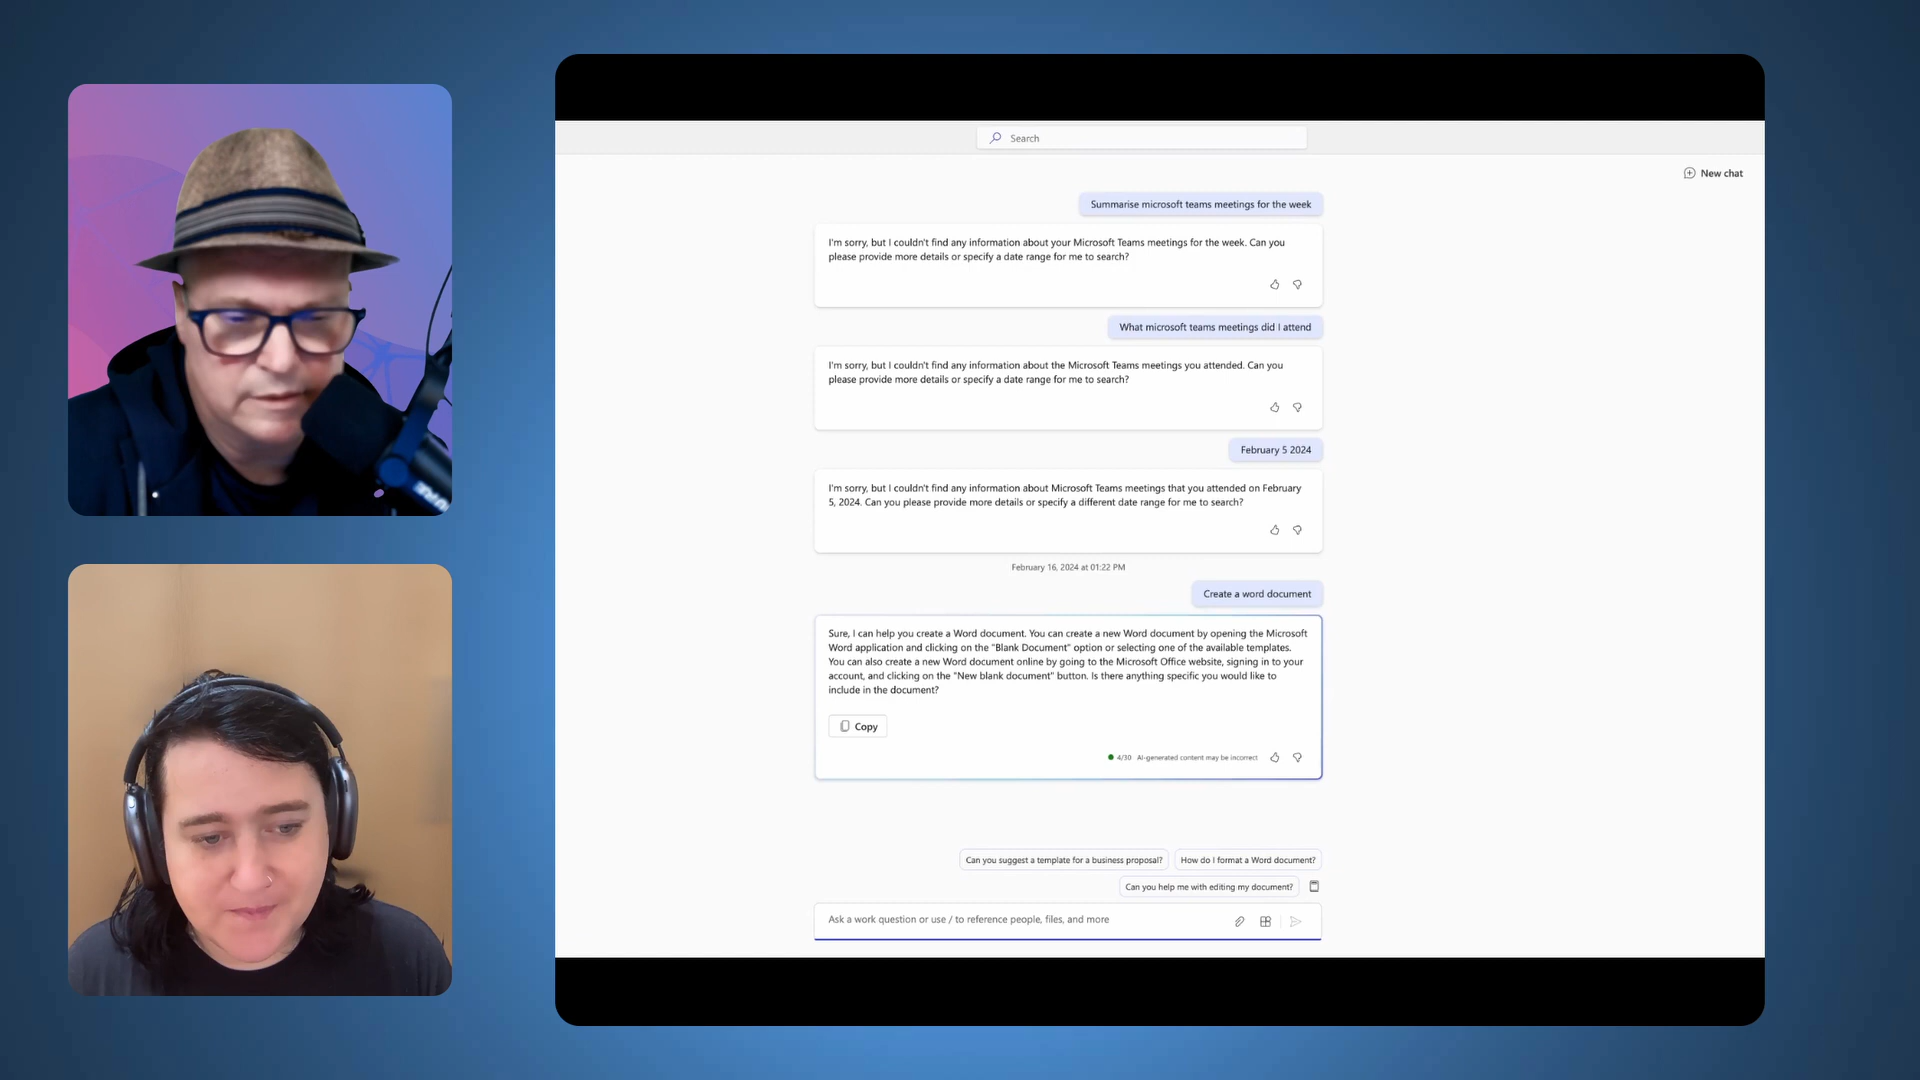 Search
New chat
Summarise microsoft teams meetings for the week
I'm sorry, but I couldn't find any information about your Microsoft Teams meetings for the week. Can you
please provide more details or specify a date range for me to search?
What microsoft teams meetings did I attend
I'm sorry, but I couldn't find any information about the Microsoft Teams meetings you attended. Can you
please provide more details or specify a date range for me to search?
February 5 2024
I'm sorry, but I couldn't find any information about Microsoft Teams meetings that you attended on February
5, 2024. Can you please provide more details or specify a different date range for me to search?
February 16, 2024 at 01:22 PM
Create a word document
Sure, I can help you create a Word document. You can create a new Word document by opening the Microsoft
Word application and clicking on the "Blank Document" option or selecting one of the available templates.
You can also create a new Word document online by going to the Microsoft Office website, signing in to your
account, and clicking on the "New blank document" button. Is there anything specific you would like to
include in the document?
Copy
4/30 AI-generated content may be incorrect
Can you suggest a template for a business proposal? How do I format a Word document?
Can you help me with editing my document?
Ask a work question or use / to reference people, files, and more